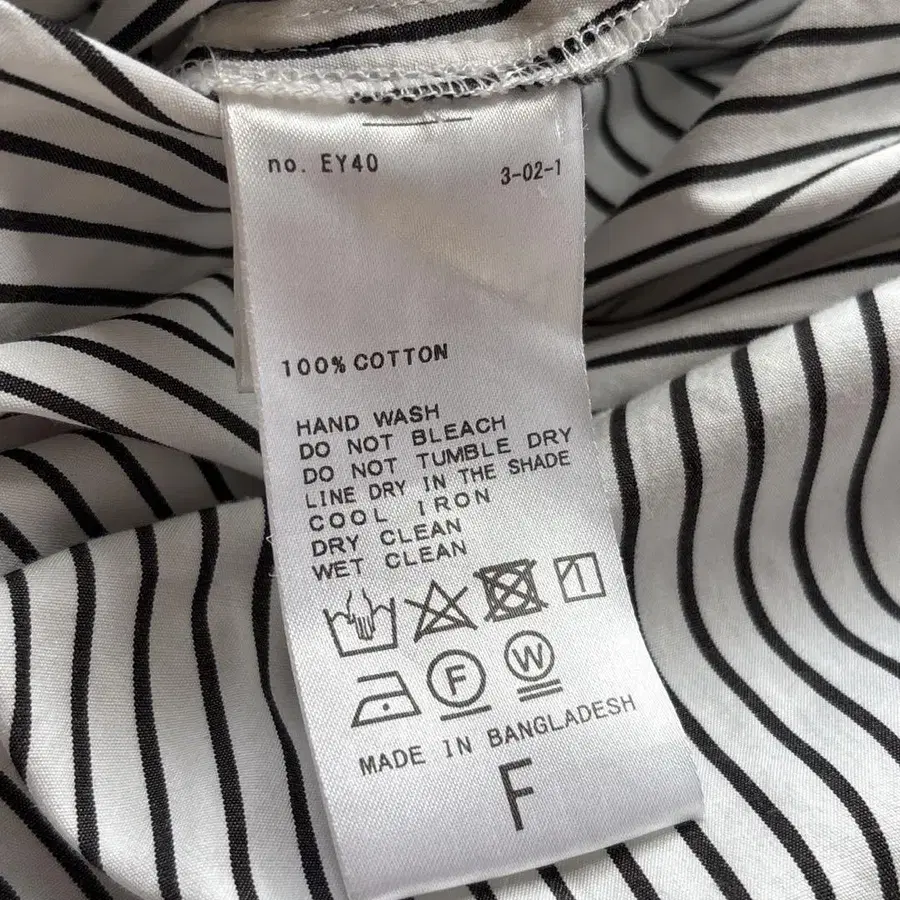 no. EY40
3-02-1
100% COTTON
HAND WASH
DO NOT BLEACH
DO NOT TUMBLE DRY
LINE DRY IN THE SHADE
COOL IRON
DRY CLEAN
WET CLEAN
F
W
MADE IN BANGLADESH
F